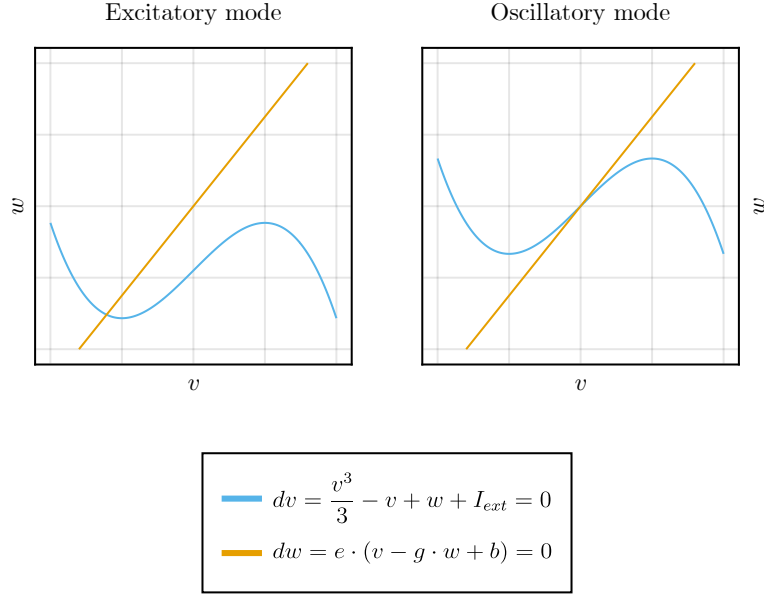 Excitatory mode
Oscillatory mode
w
w
v
v
dv = v³/3 − v + w + I_ext = 0
dw = e · (v − g · w + b) = 0